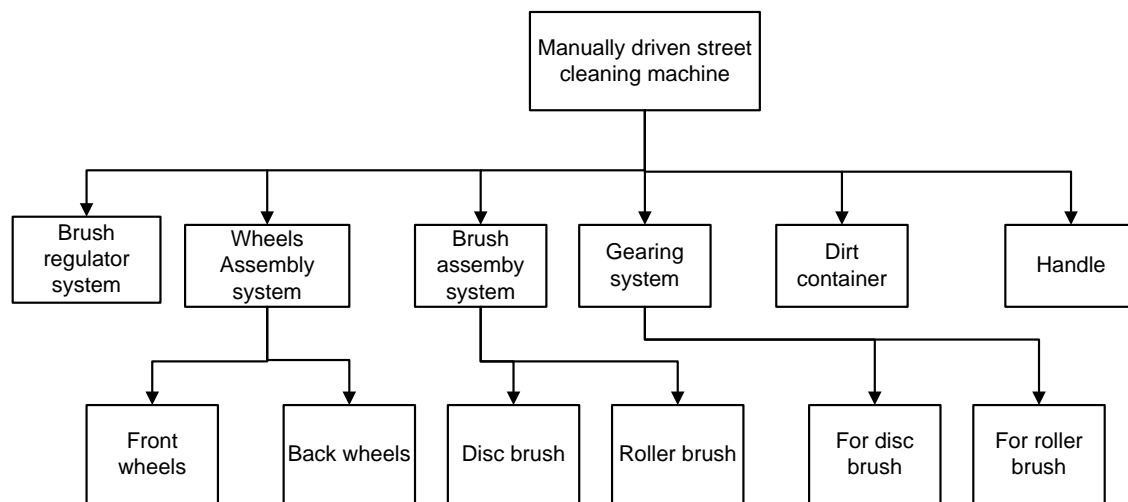 Manually driven street
cleaning machine
Brush
regulator
system
Wheels
Assembly
system
Brush
assemby
system
Gearing
system
Dirt
container
Handle
Front
wheels
Back wheels
Disc brush
Roller brush
For disc
brush
For roller
brush